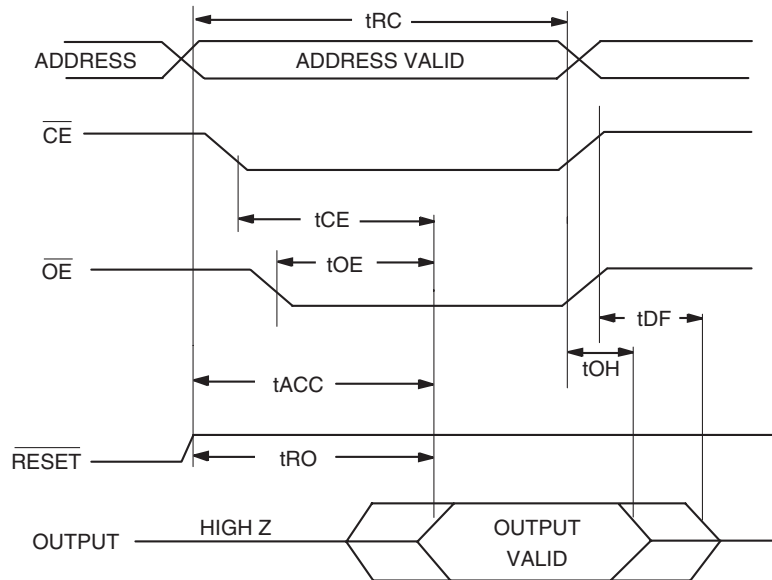 tRC
ADDRESS
ADDRESS VALID
CE
tCE
OE
tOE
tDF
tOH
tACC
RESET
tRO
OUTPUT
HIGH Z
OUTPUT
VALID